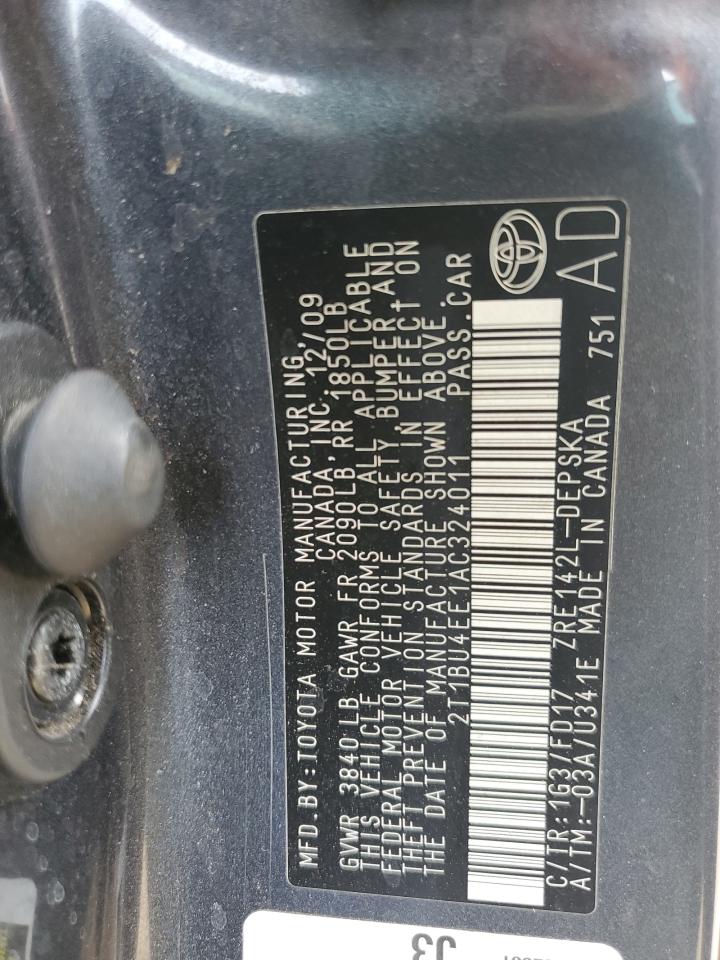 MFD.BY:TOYOTA MOTOR MANUFACTURING,
CANADA,INC. 12/09
GVWR 3840LB GAWR FR 2090LB,RR 1850LB
THIS VEHICLE CONFORMS TO ALL APPLICABLE
FEDERAL MOTOR VEHICLE SAFETY,BUMPER,AND
THEFT PREVENTION STANDARDS IN EFFECT ON
THE DATE OF MANUFACTURE SHOWN ABOVE.
2T1BU4EE1AC324011 PASS.CAR
C/TR:1G3/FD17 ZRE142L-DEPSKA
A/TM:-03A/U341E MADE IN CANADA 751
AD
J3